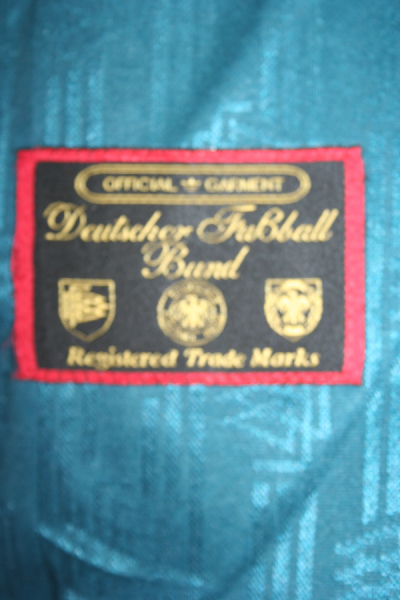 OFFICIAL GARMENT
Deutscher Fußball
Bund
Registered Trade Marks